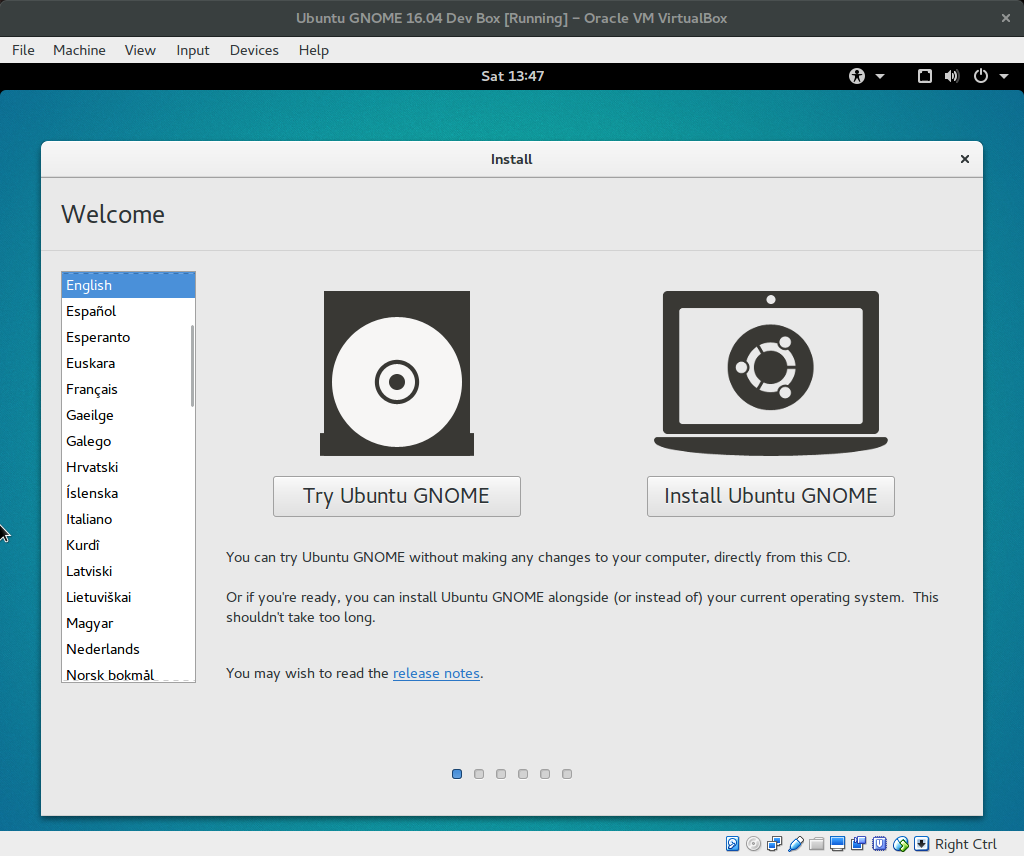 Ubuntu GNOME 16.04 Dev Box [Running] – Oracle VM VirtualBox
File Machine View Input Devices Help
Sat 13:47
Install
Welcome
English
Español
Esperanto
Euskara
Français
Gaeilge
Galego
Hrvatski
Íslenska
Italiano
Kurdî
Latviski
Lietuviškai
Magyar
Nederlands
Norsk bokmål
Try Ubuntu GNOME
Install Ubuntu GNOME
You can try Ubuntu GNOME without making any changes to your computer, directly from this CD.
Or if you're ready, you can install Ubuntu GNOME alongside (or instead of) your current operating system. This
shouldn't take too long.
You may wish to read the release notes.
Right Ctrl